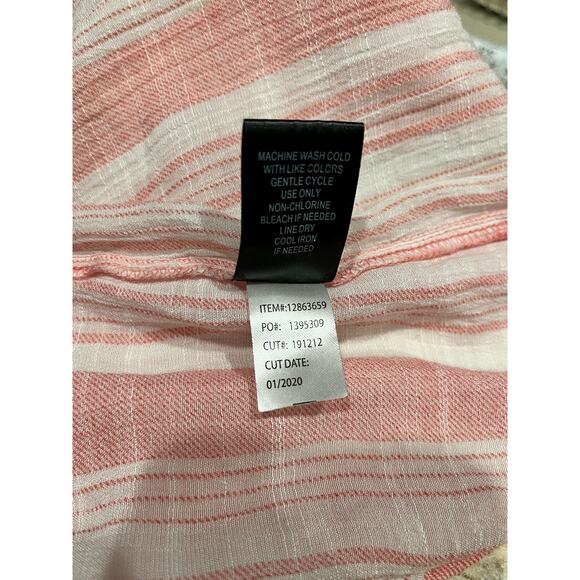 MACHINE WASH COLD
WITH LIKE COLORS
GENTLE CYCLE
USE ONLY
NON-CHLORINE
BLEACH IF NEEDED
LINE DRY
COOL IRON
IF NEEDED
ITEM#:12863659
PO#: 1395309
CUT#: 191212
CUT DATE:
01/2020